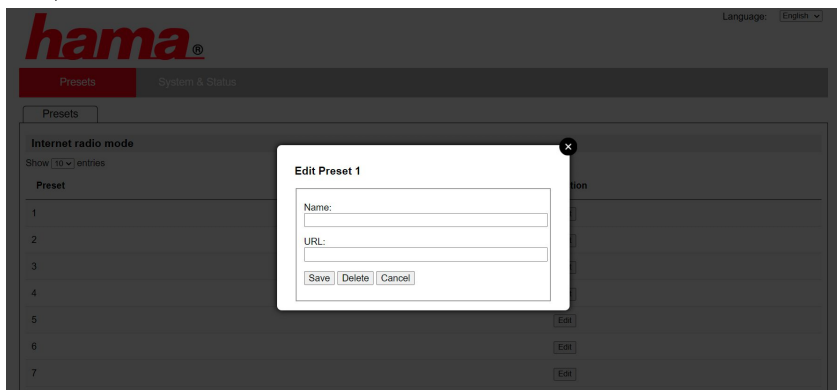 Language: English
hama®
Presets System & Status
Presets
Internet radio mode
Show 10 entries
Preset
1
2
3
4
5 Edit
6 Edit
7 Edit
Edit Preset 1
Name:
URL:
Save Delete Cancel